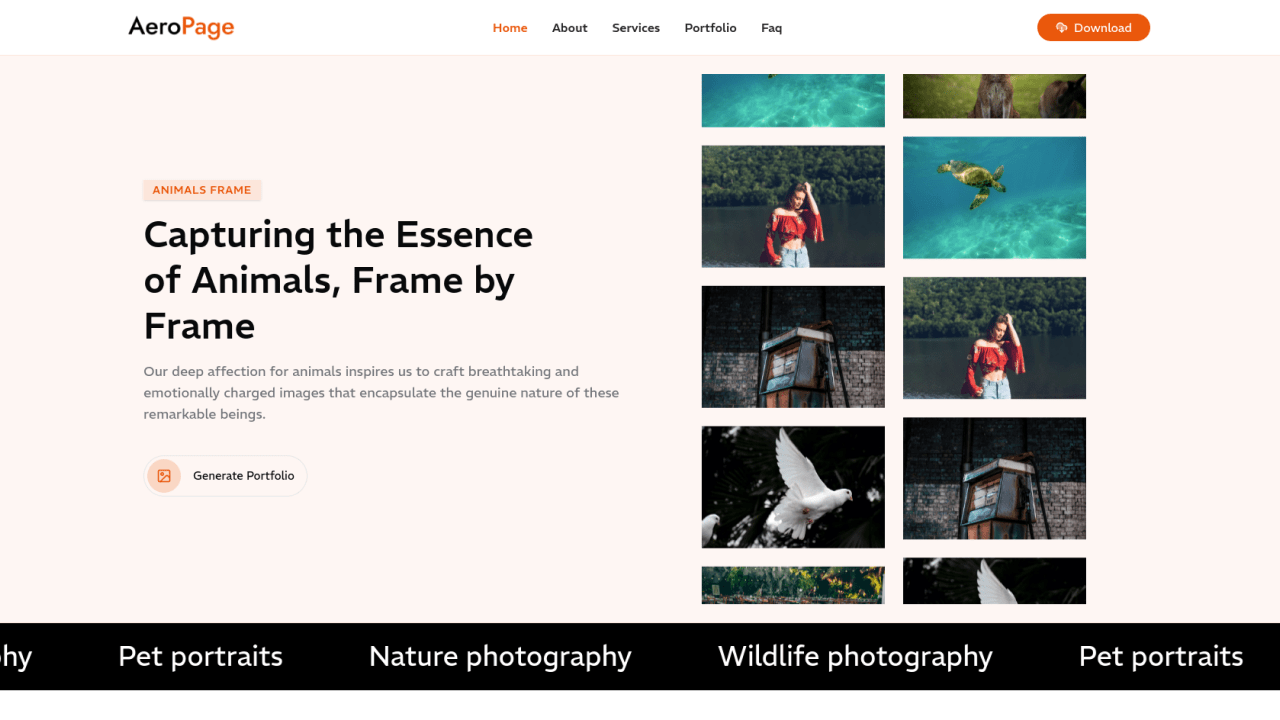 AeroPage
Home
About
Services
Portfolio
Faq
Download
ANIMALS FRAME
Capturing the Essence
of Animals, Frame by
Frame
Our deep affection for animals inspires us to craft breathtaking and
emotionally charged images that encapsulate the genuine nature of these
remarkable beings.
Generate Portfolio
hy
Pet portraits
Nature photography
Wildlife photography
Pet portraits